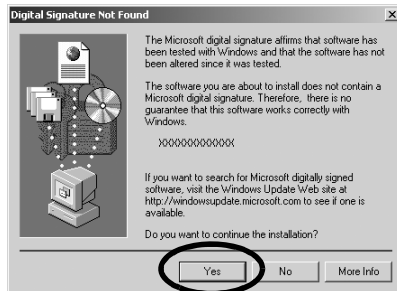 Digital Signature Not Found
The Microsoft digital signature affirms that software has
been tested with Windows and that the software has not
been altered since it was tested.
The software you are about to install does not contain a
Microsoft digital signature. Therefore, there is no
guarantee that this software works correctly with
Windows.
XXXXXXXXXXXX
If you want to search for Microsoft digitally signed
software, visit the Windows Update Web site at
http://windowsupdate.microsoft.com to see if one is
available.
Do you want to continue the installation?
Yes No More Info